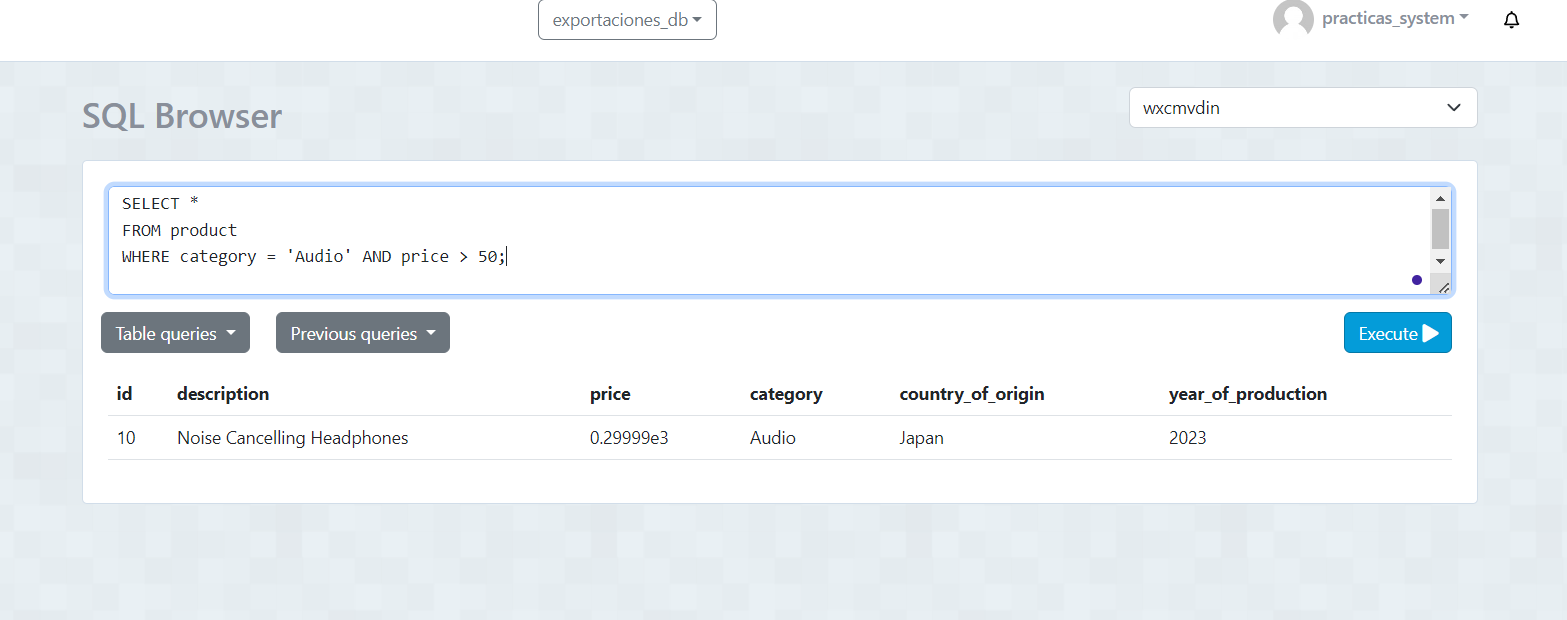 exportaciones_db
practicas_system
SQL Browser
wxcmvdin
SELECT *
FROM product
WHERE category = 'Audio' AND price > 50;
Table queries
Previous queries
Execute
id description price category country_of_origin year_of_production
10 Noise Cancelling Headphones 0.29999e3 Audio Japan 2023